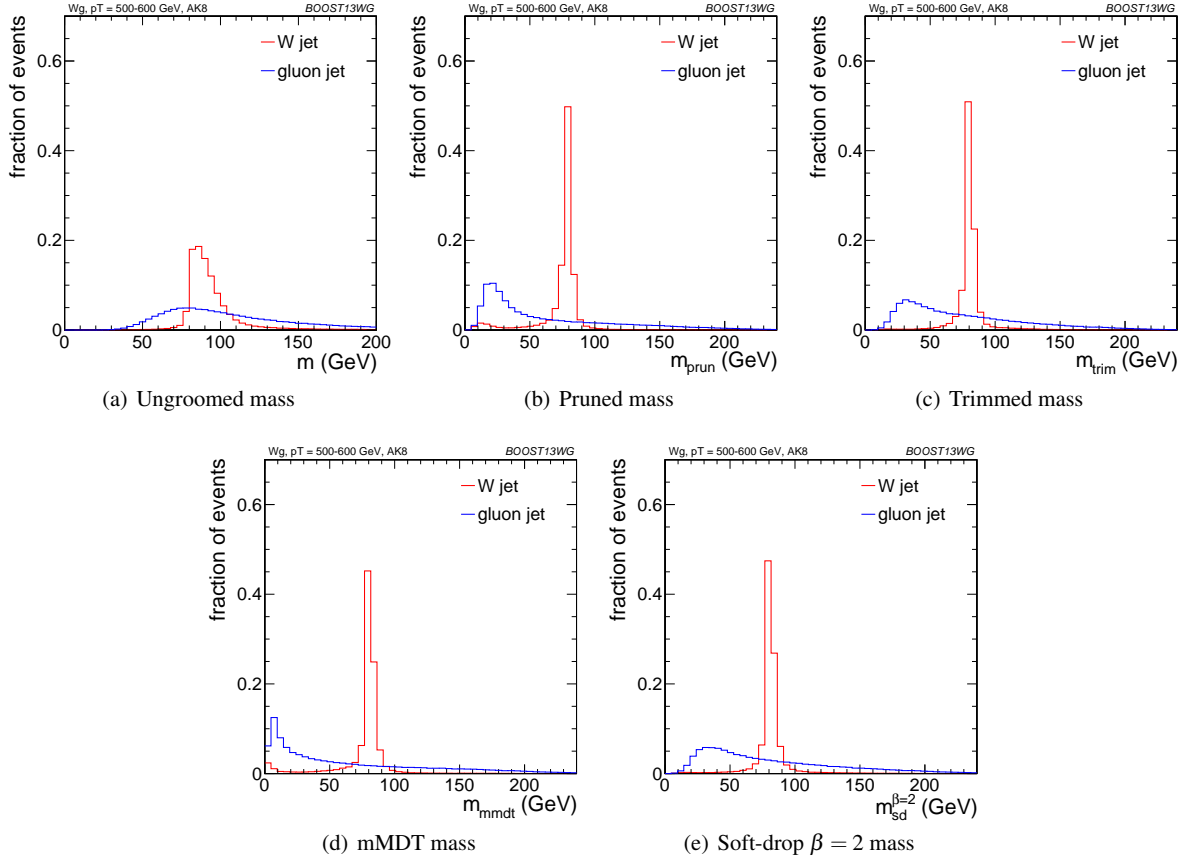 Wg, pT = 500-600 GeV, AK8 BOOST13WG
fraction of events
0.6
0.4
0.2
0
W jet
gluon jet
0 50 100 150 200
m (GeV)
(a) Ungroomed mass
Wg, pT = 500-600 GeV, AK8 BOOST13WG
fraction of events
0.6
0.4
0.2
0
W jet
gluon jet
0 50 100 150 200
m_prun (GeV)
(b) Pruned mass
Wg, pT = 500-600 GeV, AK8 BOOST13WG
fraction of events
0.6
0.4
0.2
0
W jet
gluon jet
0 50 100 150 200
m_trim (GeV)
(c) Trimmed mass
Wg, pT = 500-600 GeV, AK8 BOOST13WG
fraction of events
0.6
0.4
0.2
0
W jet
gluon jet
0 50 100 150 200
m_mmdt (GeV)
(d) mMDT mass
Wg, pT = 500-600 GeV, AK8 BOOST13WG
fraction of events
0.6
0.4
0.2
0
W jet
gluon jet
0 50 100 150 200
m_sd^β=2 (GeV)
(e) Soft-drop β = 2 mass